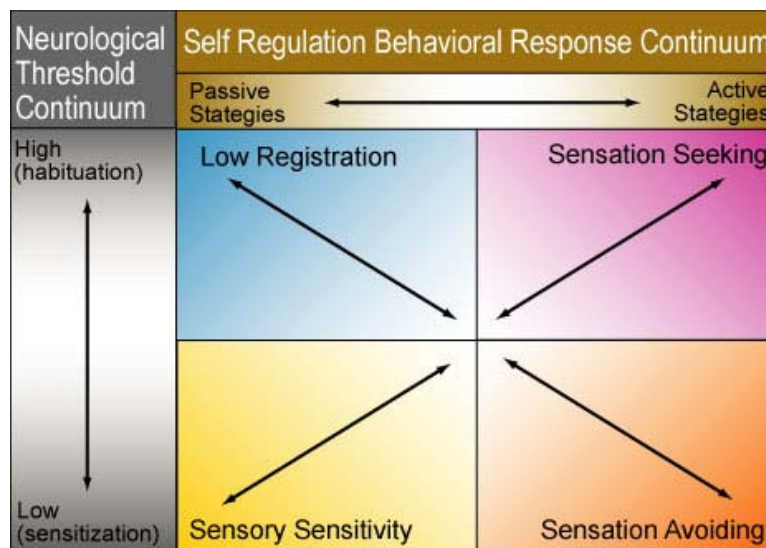 Neurological
Threshold
Continuum
Self Regulation Behavioral Response Continuum
Passive
Stategies
Active
Stategies
High
(habituation)
Low Registration
Sensation Seeking
Low
(sensitization)
Sensory Sensitivity
Sensation Avoiding